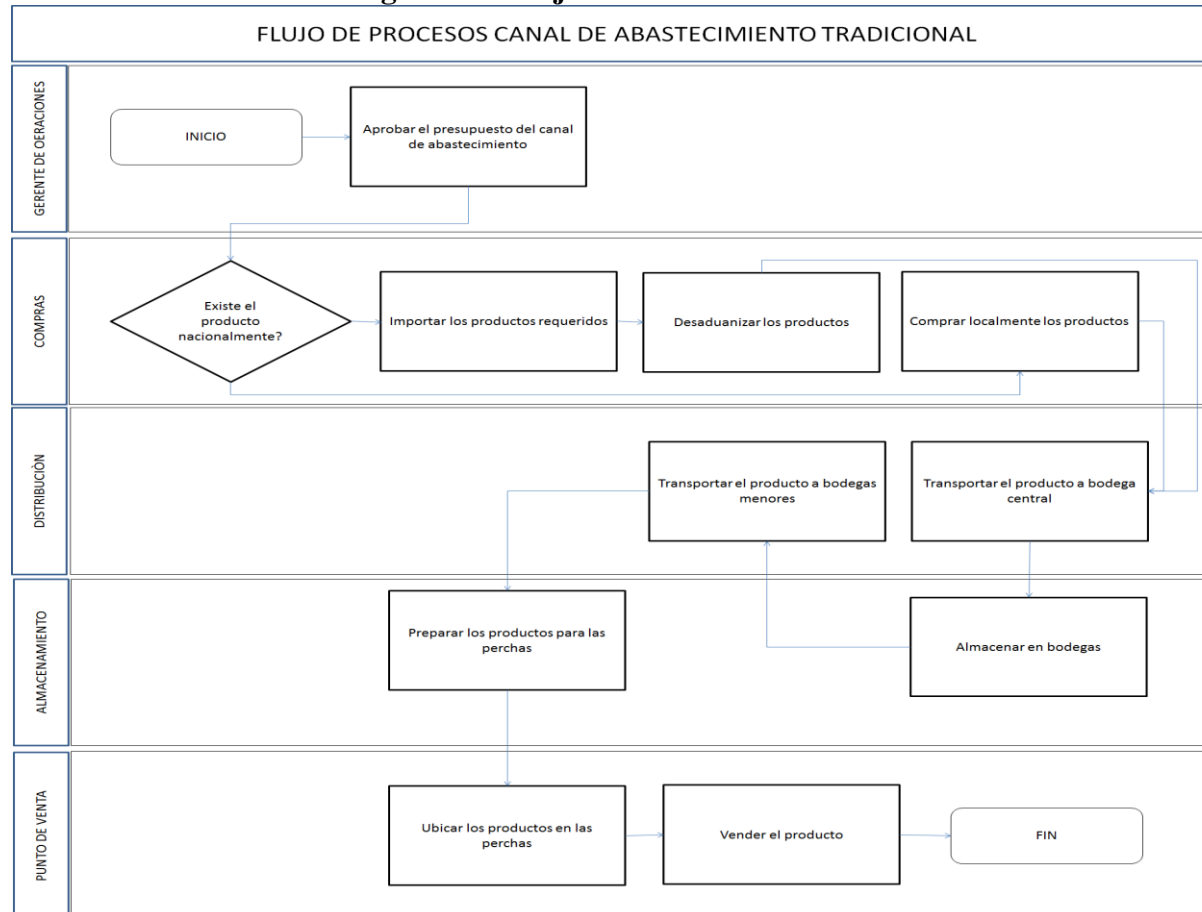 FLUJO DE PROCESOS CANAL DE ABASTECIMIENTO TRADICIONAL
GERENTE DE OERACIONES
INICIO
Aprobar el presupuesto del canal
de abastecimiento
COMPRAS
Existe el
producto
nacionalmente?
Importar los productos requeridos
Desaduanizar los productos
Comprar localmente los productos
DISTRIBUCIÒN
Transportar el producto a bodegas
menores
Transportar el producto a bodega
central
ALMACENAMIENTO
Preparar los productos para las
perchas
Almacenar en bodegas
PUNTO DE VENTA
Ubicar los productos en las
perchas
Vender el producto
FIN